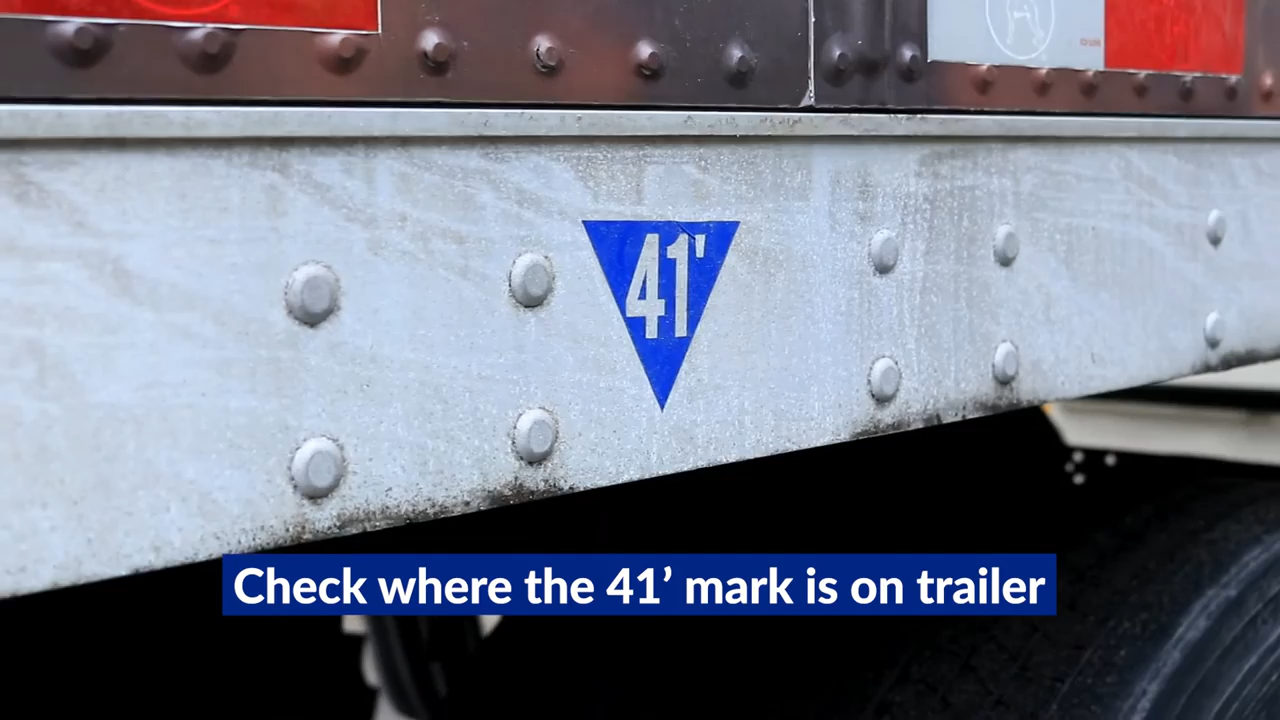 41'
Check where the 41’ mark is on trailer